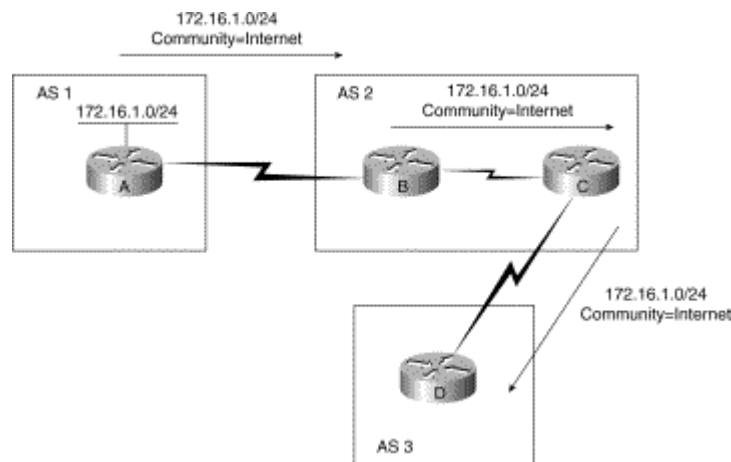 172.16.1.0/24
Community=Internet
AS 1
172.16.1.0/24
A
AS 2
172.16.1.0/24
Community=Internet
B
C
172.16.1.0/24
Community=Internet
D
AS 3